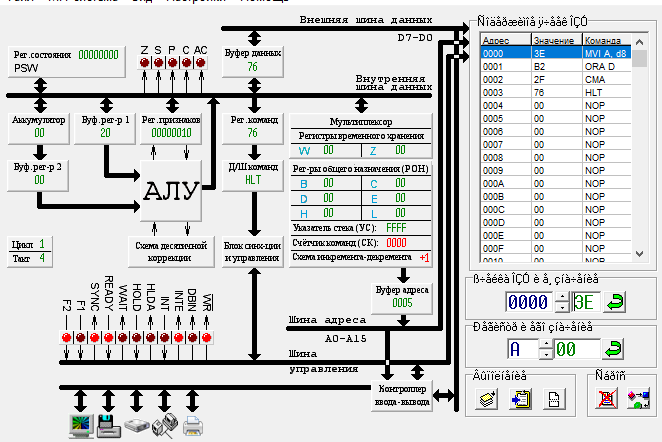 Внешняя шина данных
D7-D0
Рег.состояния 00000000
PSW
Z S P C AC
Буфер данных
76
Внутренняя
шина данных
Аккумулятор
00
Буф.рег-р 1
20
Рег.признаков
00000010
Рег.команд
76
Мультиплексор
Регистры временного хранения
W 00 Z 00
Буф.рег-р 2
00
АЛУ
Д/Ш команд
HLT
Рег-ры общего назначения (РОН)
B 00 C 00
D 00 E 00
H 00 L 00
Указатель стека (УС): FFFF
Счётчик команд (СК): 0000
Схема инкремента-декремента +1
Цикл 1
Такт 4
Схема десятичной
коррекции
Блок синх-ции
и управления
Буфер адреса
0005
F2 F1 SYNC READY WAIT HOLD HLDA INT INTE DBIN WR
Шина адреса
A0-A15
Шина
управления
Контроллер
ввода-вывода
Адрес Значение Команда
0000 3E MVI A, d8
0001 B2 ORA D
0002 2F CMA
0003 76 HLT
0004 00 NOP
0005 00 NOP
0006 00 NOP
0007 00 NOP
0008 00 NOP
0009 00 NOP
000A 00 NOP
000B 00 NOP
000C 00 NOP
000D 00 NOP
000E 00 NOP
000F 00 NOP
0010 00 NOP
0000 3E
A 00